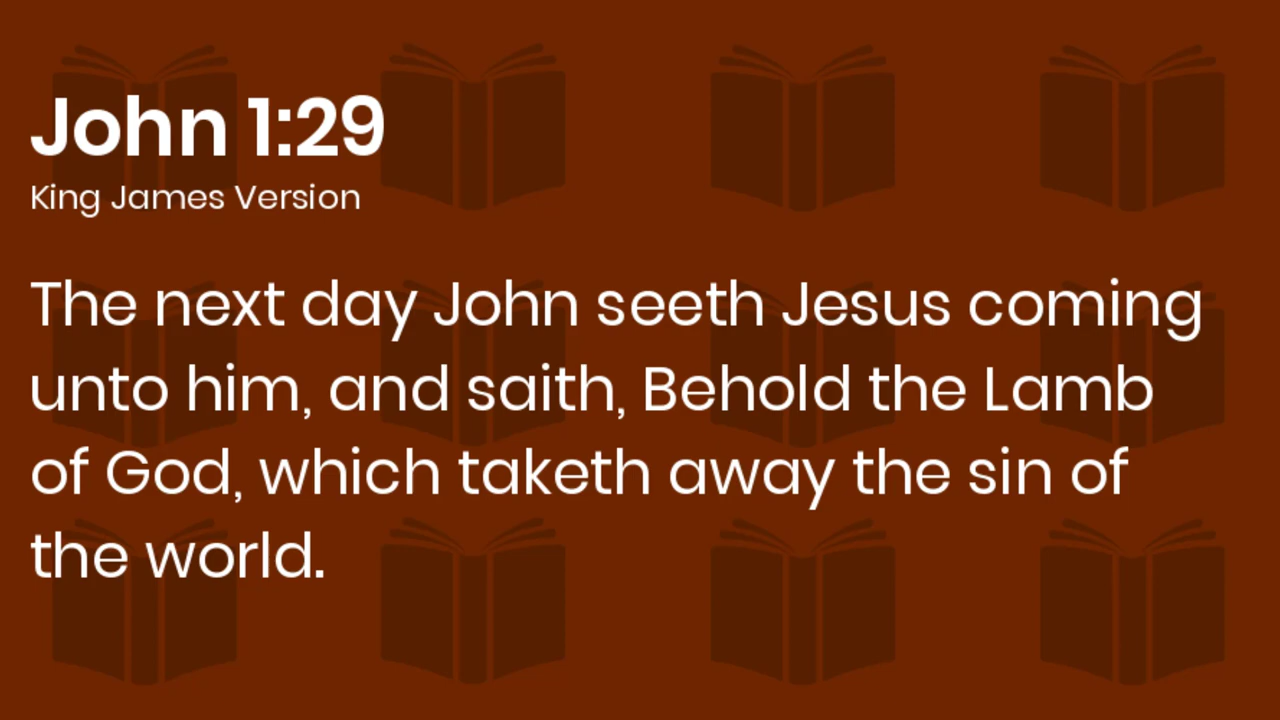 John 1:29
King James Version
The next day John seeth Jesus coming
unto him, and saith, Behold the Lamb
of God, which taketh away the sin of
the world.